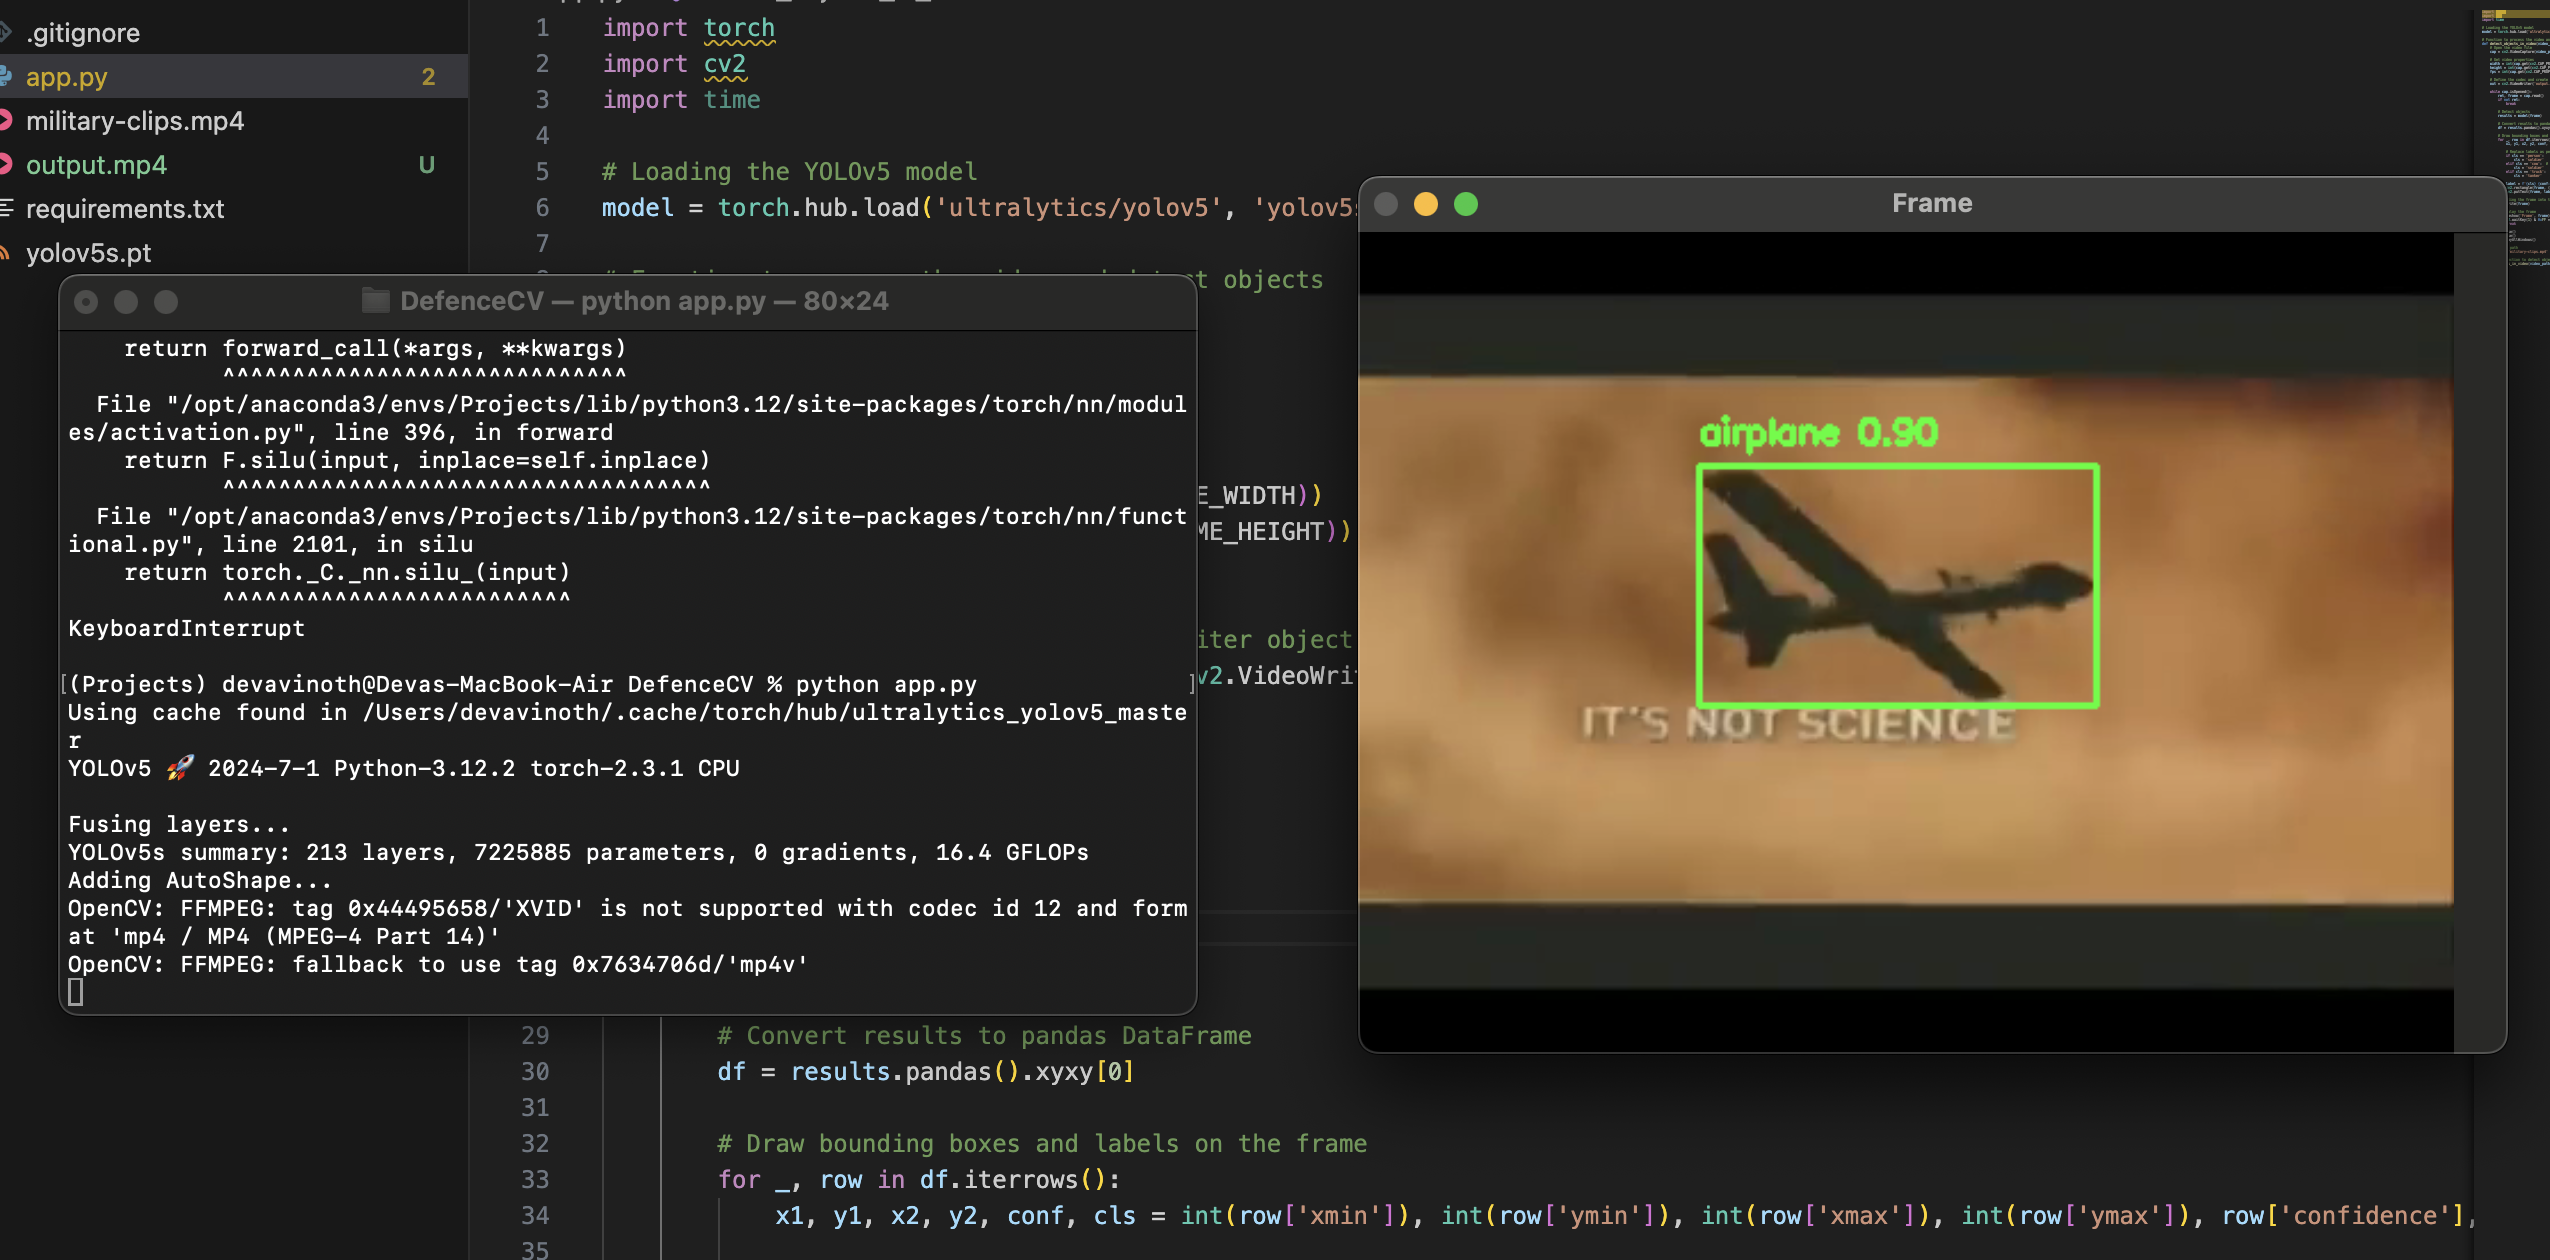 .gitignore
app.py 2
military-clips.mp4
output.mp4 U
requirements.txt
yolov5s.pt
1 import torch
2 import cv2
3 import time
4
5 # Loading the YOLOv5 model
6 model = torch.hub.load('ultralytics/yolov5', 'yolov5s
7
t objects
E_WIDTH))
ME_HEIGHT))
iter object
v2.VideoWri
DefenceCV — python app.py — 80×24
    return forward_call(*args, **kwargs)
           ^^^^^^^^^^^^^^^^^^^^^^^^^^^^^
  File "/opt/anaconda3/envs/Projects/lib/python3.12/site-packages/torch/nn/modul
es/activation.py", line 396, in forward
    return F.silu(input, inplace=self.inplace)
           ^^^^^^^^^^^^^^^^^^^^^^^^^^^^^^^^^^^
  File "/opt/anaconda3/envs/Projects/lib/python3.12/site-packages/torch/nn/funct
ional.py", line 2101, in silu
    return torch._C._nn.silu_(input)
           ^^^^^^^^^^^^^^^^^^^^^^^^^
KeyboardInterrupt
[(Projects) devavinoth@Devas-MacBook-Air DefenceCV % python app.py ]
Using cache found in /Users/devavinoth/.cache/torch/hub/ultralytics_yolov5_maste
r
YOLOv5 🚀 2024-7-1 Python-3.12.2 torch-2.3.1 CPU
Fusing layers...
YOLOv5s summary: 213 layers, 7225885 parameters, 0 gradients, 16.4 GFLOPs
Adding AutoShape...
OpenCV: FFMPEG: tag 0x44495658/'XVID' is not supported with codec id 12 and form
at 'mp4 / MP4 (MPEG-4 Part 14)'
OpenCV: FFMPEG: fallback to use tag 0x7634706d/'mp4v'
Frame
airplane 0.90
IT'S NOT SCIENCE
29 # Convert results to pandas DataFrame
30 df = results.pandas().xyxy[0]
31
32 # Draw bounding boxes and labels on the frame
33 for _, row in df.iterrows():
34 x1, y1, x2, y2, conf, cls = int(row['xmin']), int(row['ymin']), int(row['xmax']), int(row['ymax']), row['confidence'],
35